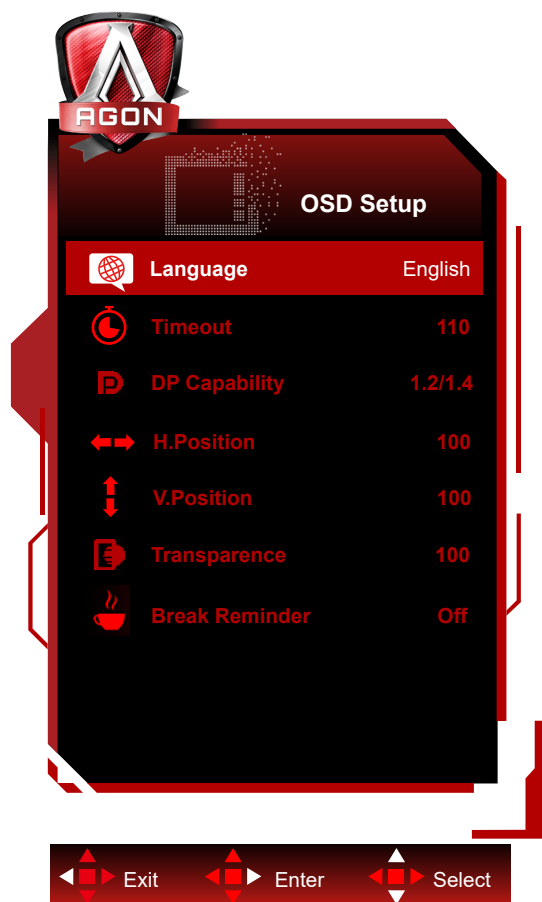 AGON
OSD Setup
Language English
Timeout 110
DP Capability 1.2/1.4
H.Position 100
V.Position 100
Transparence 100
Break Reminder Off
Exit Enter Select